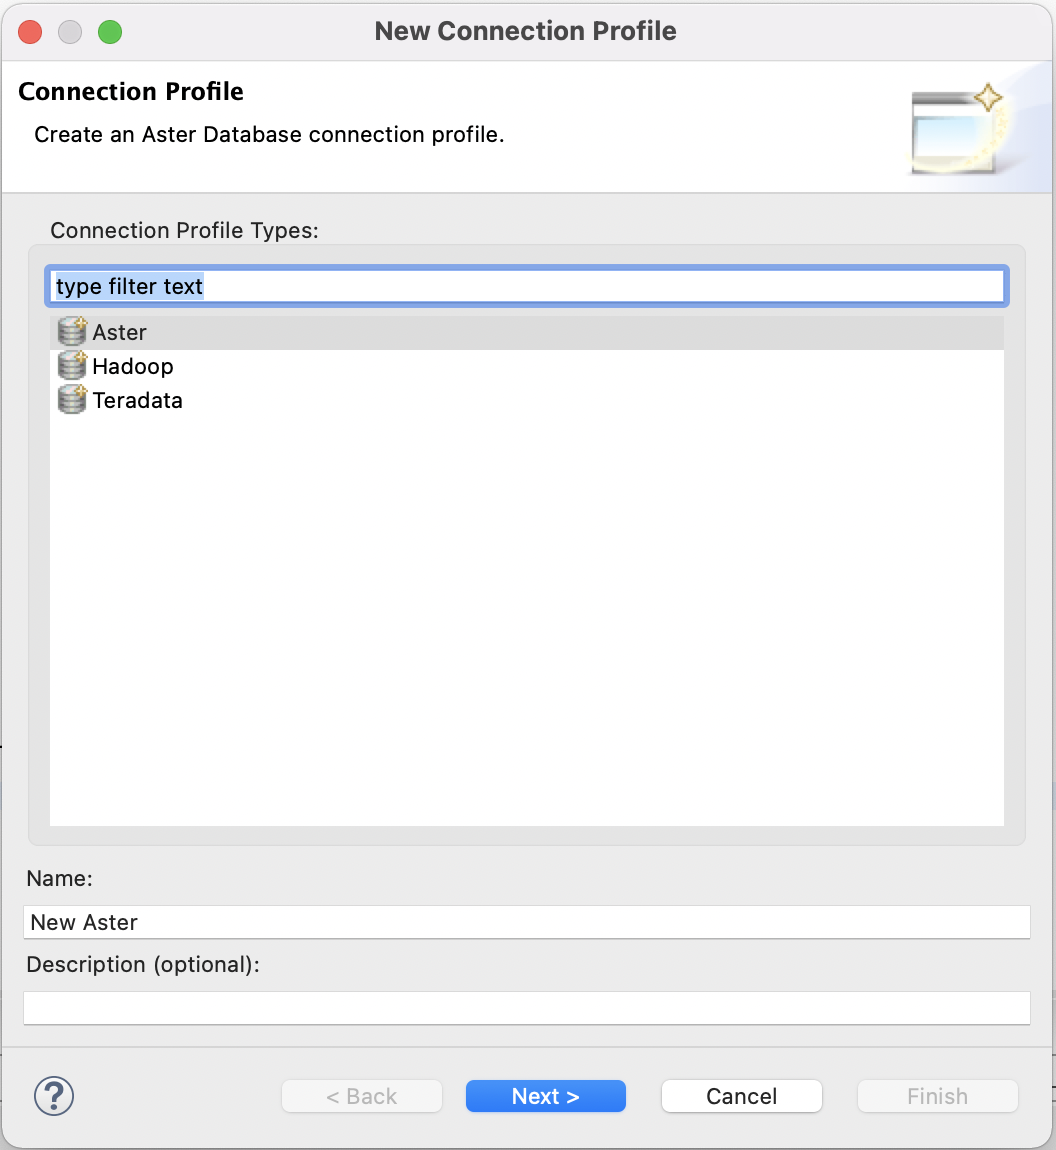 New Connection Profile
Connection Profile
Create an Aster Database connection profile.
Connection Profile Types:
type filter text
Aster
Hadoop
Teradata
Name:
New Aster
Description (optional):
?
< Back
Next >
Cancel
Finish